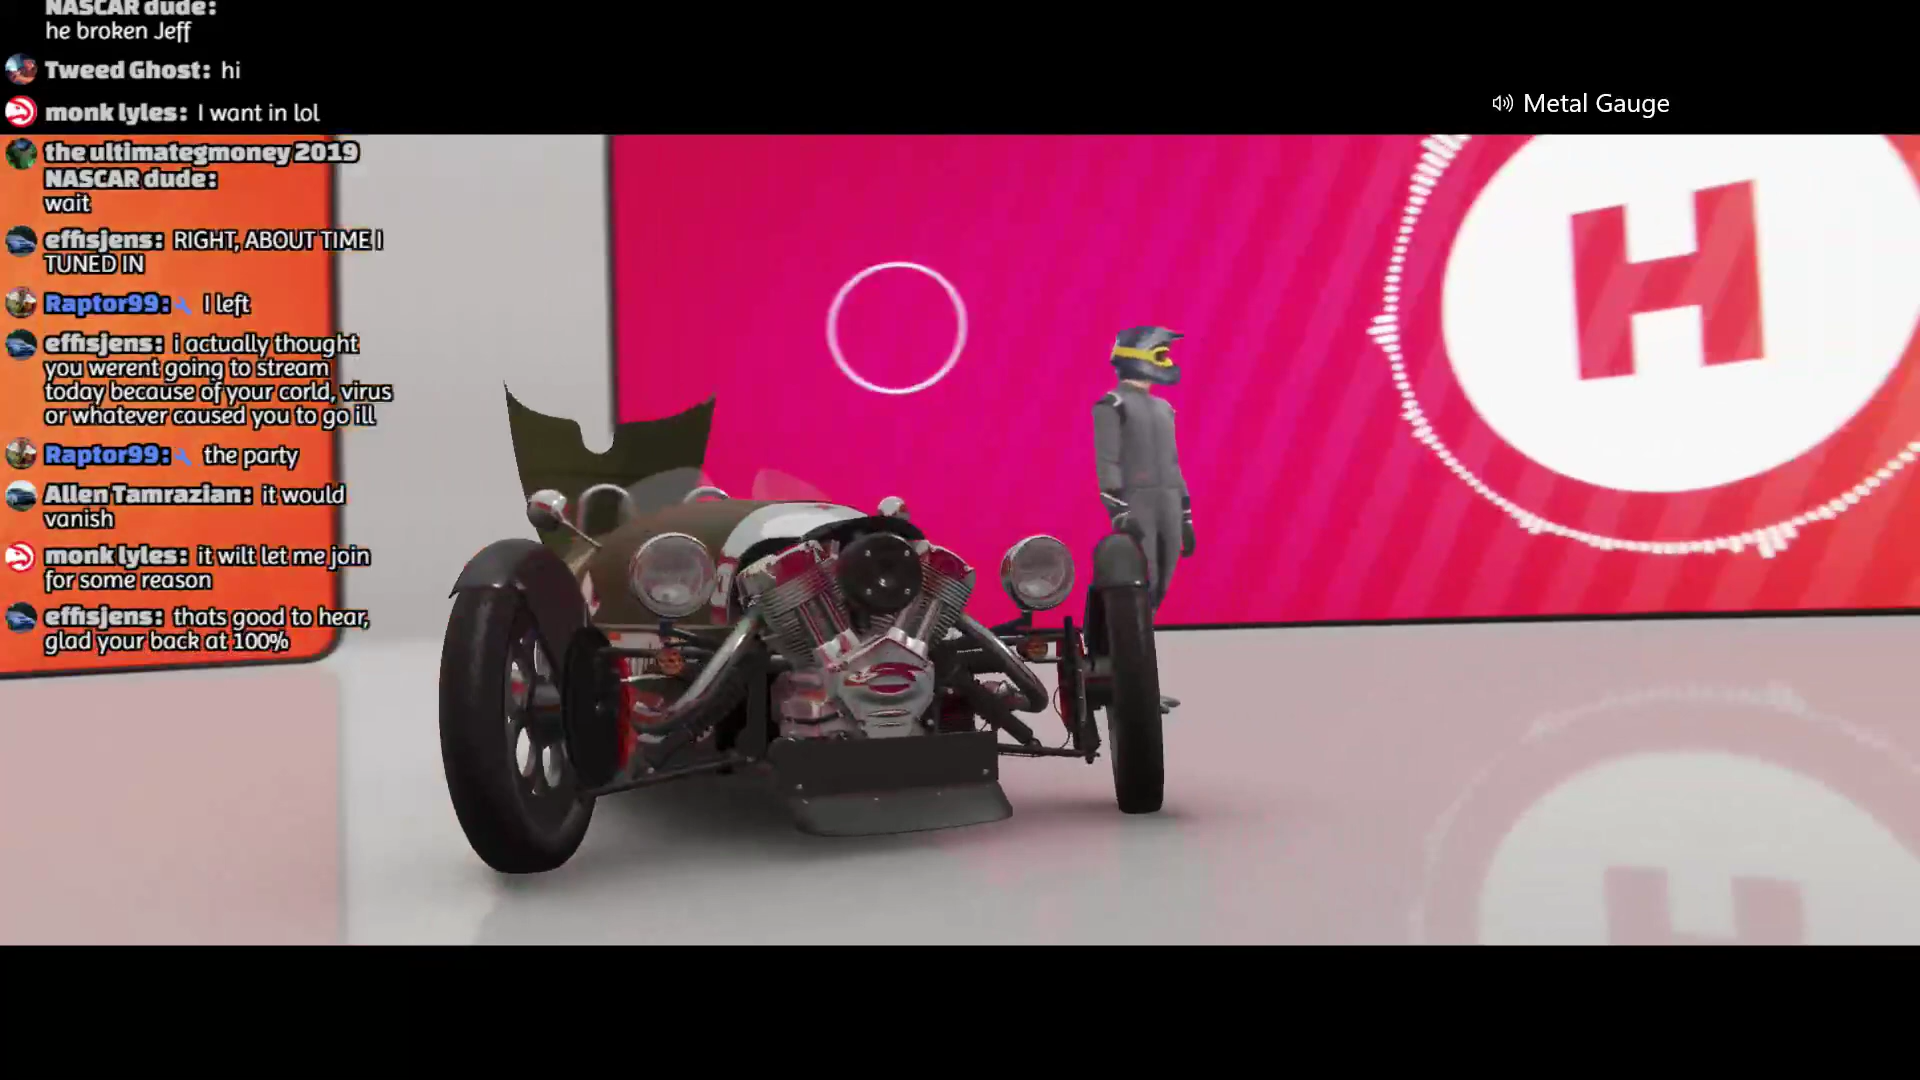 NASCAR dude:
he broken Jeff
Tweed Ghost: hi
monk lyles: I want in lol
the ultimategmoney 2019
NASCAR dude:
wait
effisjens: RIGHT, ABOUT TIME I
TUNED IN
Raptor99: I left
effisjens: i actually thought
you werent going to stream
today because of your corld, virus
or whatever caused you to go ill
Raptor99: the party
Allen Tamrazian: it would
vanish
monk lyles: it wilt let me join
for some reason
effisjens: thats good to hear,
glad your back at 100%
Metal Gauge
H